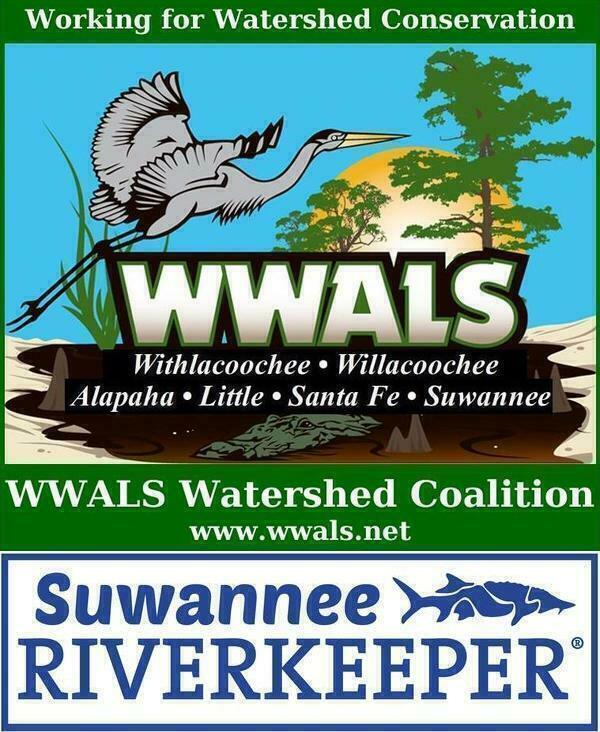 Working for Watershed Conservation
WWALS
Withlacoochee • Willacoochee
Alapaha • Little • Santa Fe • Suwannee
WWALS Watershed Coalition
www.wwals.net
Suwannee
RIVERKEEPER®